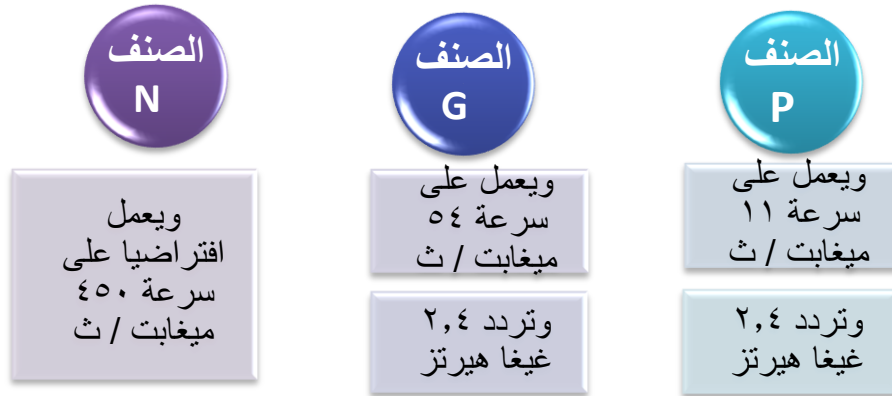 الصنف
P
ويعمل على
سرعة ١١
ميغابت / ث
وتردد ٢,٤
غيغا هيرتز
الصنف
G
ويعمل على
سرعة ٥٤
ميغابت / ث
وتردد ٢,٤
غيغا هيرتز
الصنف
N
ويعمل
افتراضيا على
سرعة ٤٥٠
ميغابت / ث